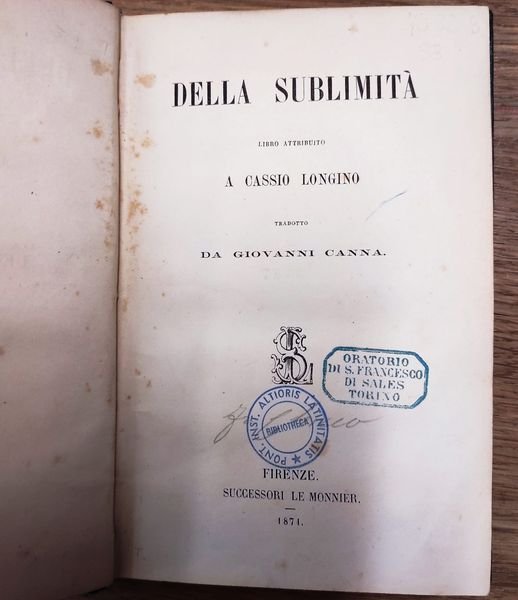 DELLA SUBLIMITÀ
LIBRO ATTRIBUITO
A CASSIO LONGINO
TRADOTTO
DA GIOVANNI CANNA.
ORATORIO
DI S. FRANCESCO
DI SALES
TORINO
PONT. INST. ALTIORIS LATINITATIS
BIBLIOTHECA
FIRENZE.
SUCCESSORI LE MONNIER.
1871.